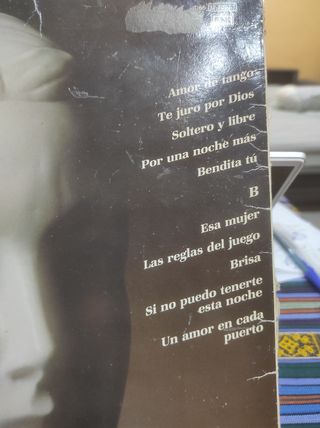 Amor de tango
Te juro por Dios
Soltero y libre
Por una noche más
Bendita tú
B
Esa mujer
Las reglas del juego
Brisa
Si no puedo tenerte
esta noche
Un amor en cada
puerto